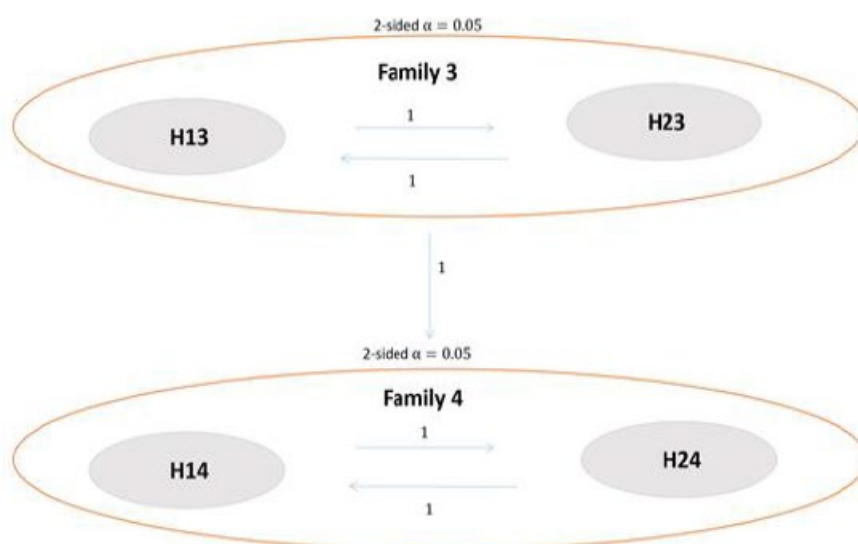 2-sided α = 0.05
Family 3
H13
1
H23
1
1
2-sided α = 0.05
Family 4
H14
1
H24
1